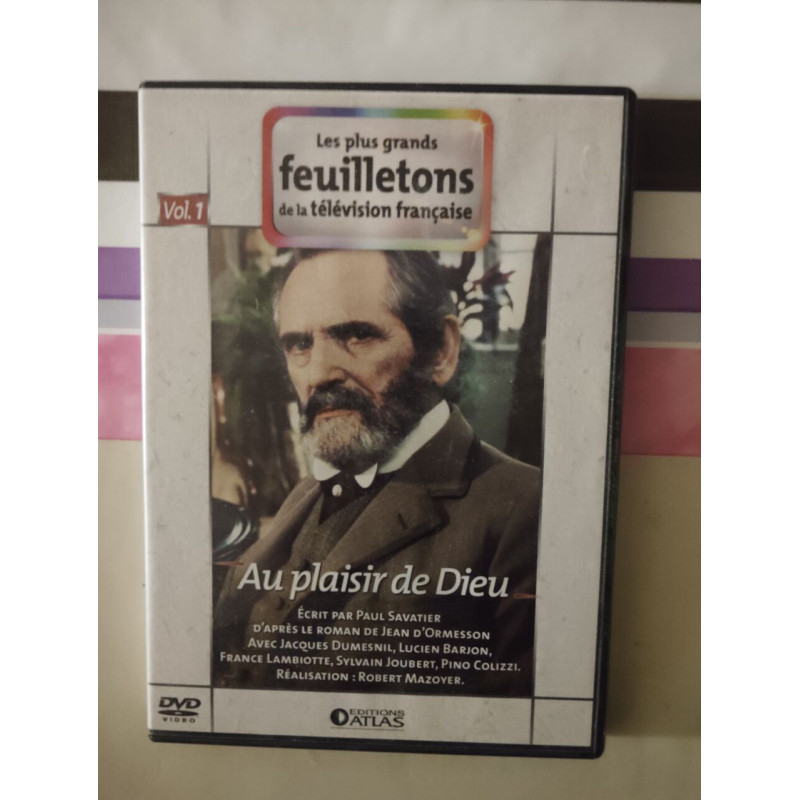 Les plus grands
feuilletons
de la télévision française
Vol. 1
Au plaisir de Dieu
ÉCRIT PAR PAUL SAVATIER
D'APRÈS LE ROMAN DE JEAN D'ORMESSON
AVEC JACQUES DUMESNIL, LUCIEN BARJON,
FRANCE LAMBIOTTE, SYLVAIN JOUBERT, PINO COLIZZI.
RÉALISATION : ROBERT MAZOYER.
DVD
VIDEO
EDITIONS
ATLAS